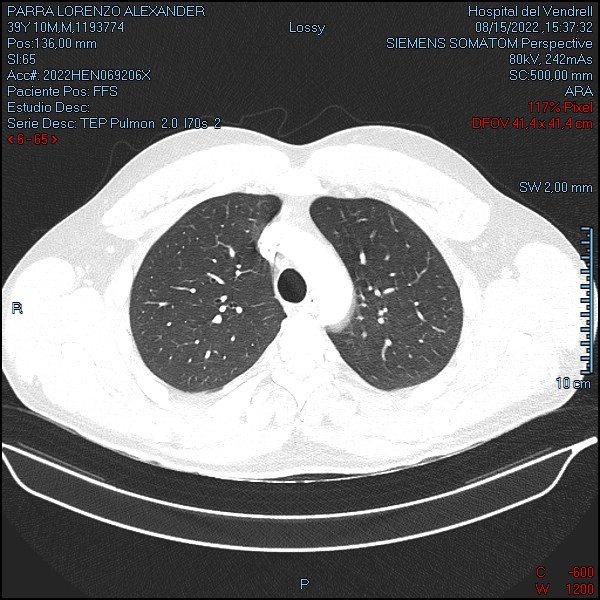 PARRA LORENZO ALEXANDER
39Y 10M,M,1193774
Pos:136,00 mm
SI:65
Acc#: 2022HEN069206X
Paciente Pos: FFS
Estudio Desc:
Serie Desc: TEP Pulmon 2.0 I70s 2
< 6 - 65 >
Lossy
Hospital del Vendrell
08/15/2022 ,15:37:32
SIEMENS SOMATOM Perspective
80kV, 242mAs
SC:500,00 mm
ARA
117% Pixel
DFOV 41,4 x 41,4 cm
SW 2,00 mm
R
10 cm
P
C -600
W 1200